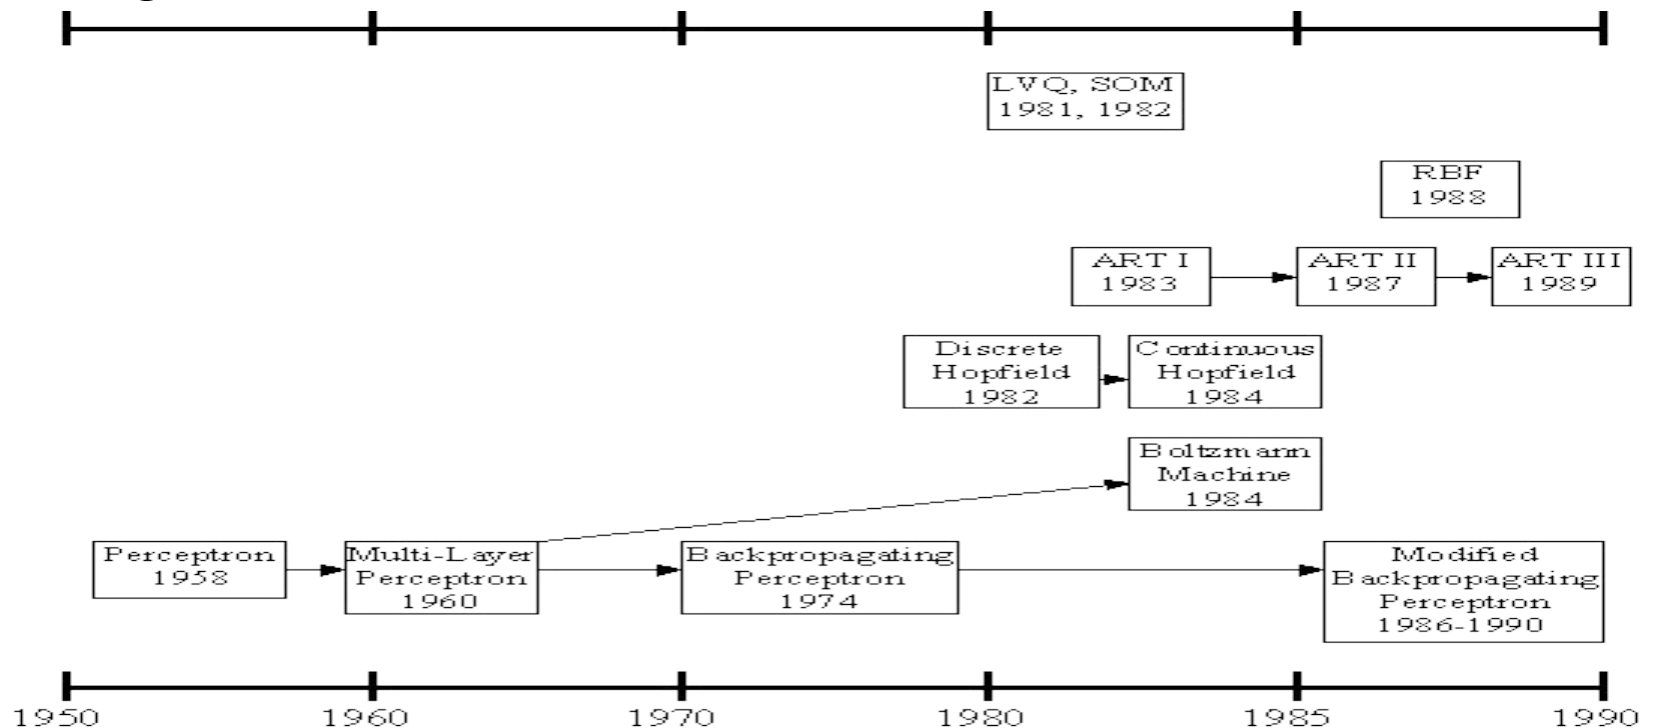 LVQ, SOM
1981, 1982
RBF
1988
ART I
1983
ART II
1987
ART III
1989
Discrete
Hopfield
1982
Continuous
Hopfield
1984
Boltzmann
Machine
1984
Perceptron
1958
Multi-Layer
Perceptron
1960
Backpropagating
Perceptron
1974
Modified
Backpropagating
Perceptron
1986-1990
1950
1960
1970
1980
1985
1990